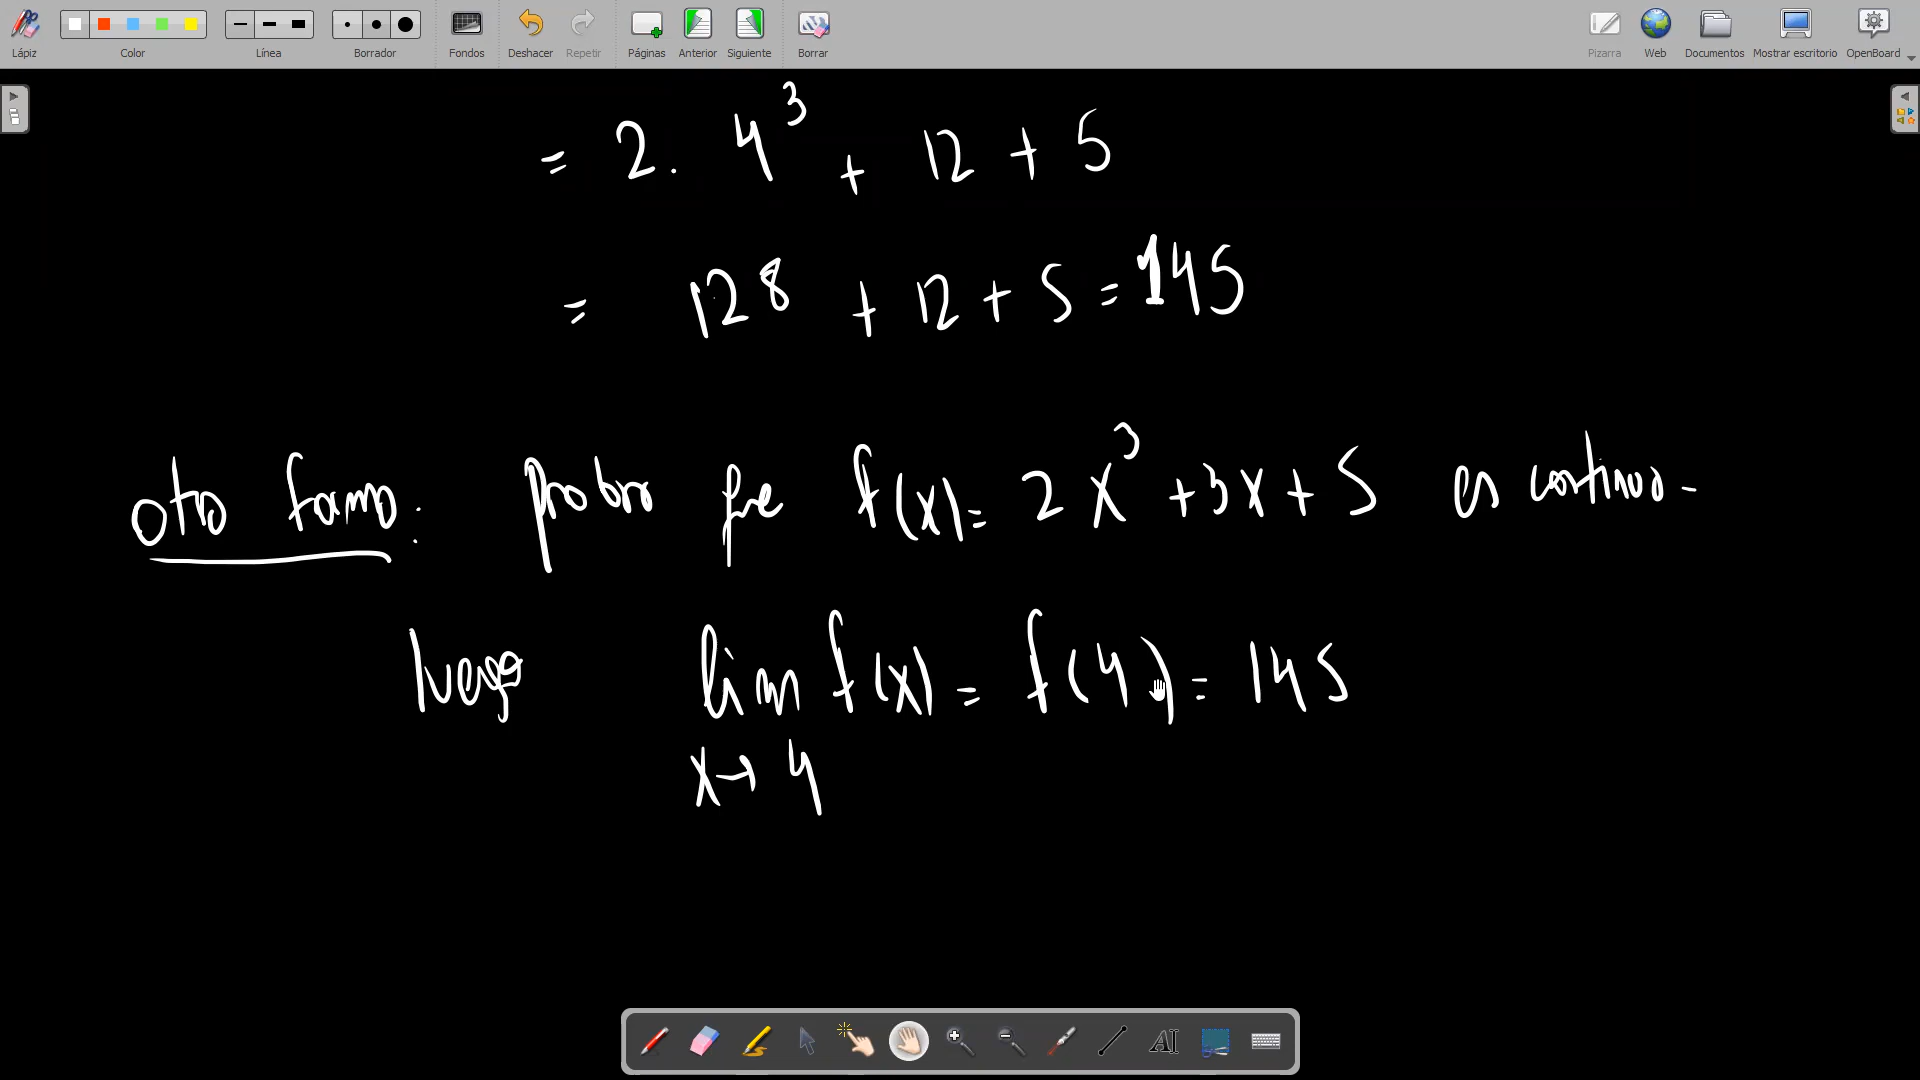 Lápiz Color Línea Borrador Fondos Deshacer Repetir Páginas Anterior Siguiente Borrar Pizarra Web Documentos Mostrar escritorio OpenBoard
= 2. 4³ + 12 + 5
= 128 + 12 + 5 = 145
otra forma: probra que f(x) = 2x³ + 3x + 5 es continua.
luego lim f(x) = f(4) = 145
x → 4
AI